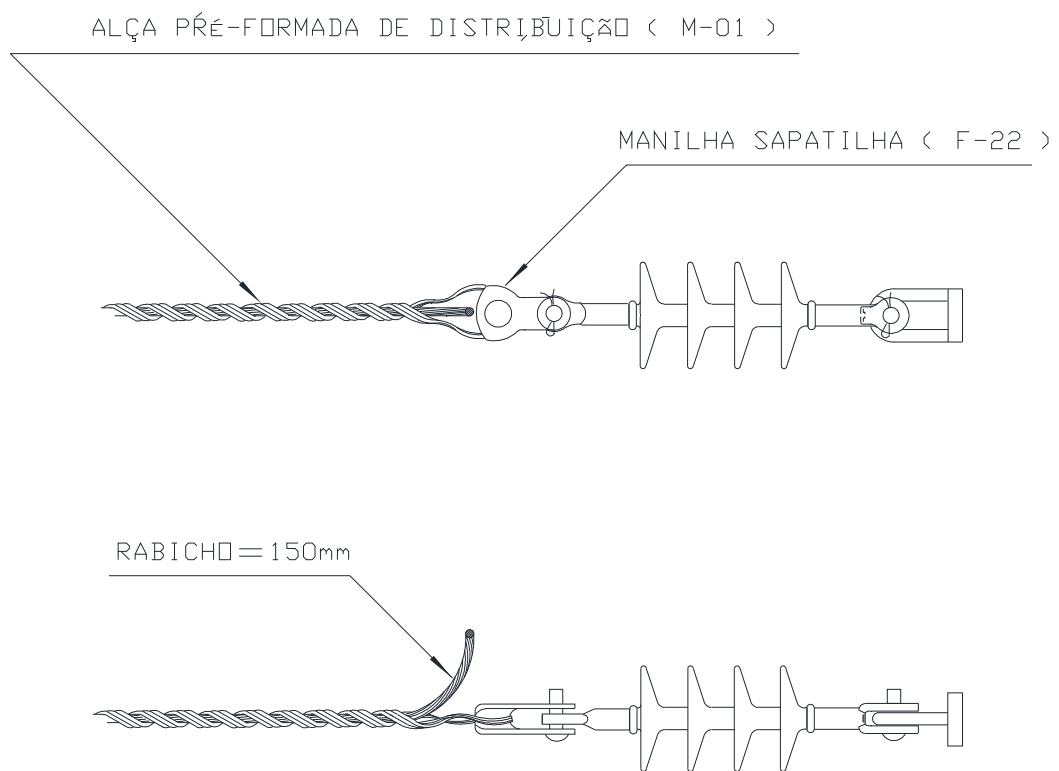 ALÇA PRÉ-FORMADA DE DISTRIBUIÇÃO ( M-01 )
MANILHA SAPATILHA ( F-22 )
RABICHO = 150mm